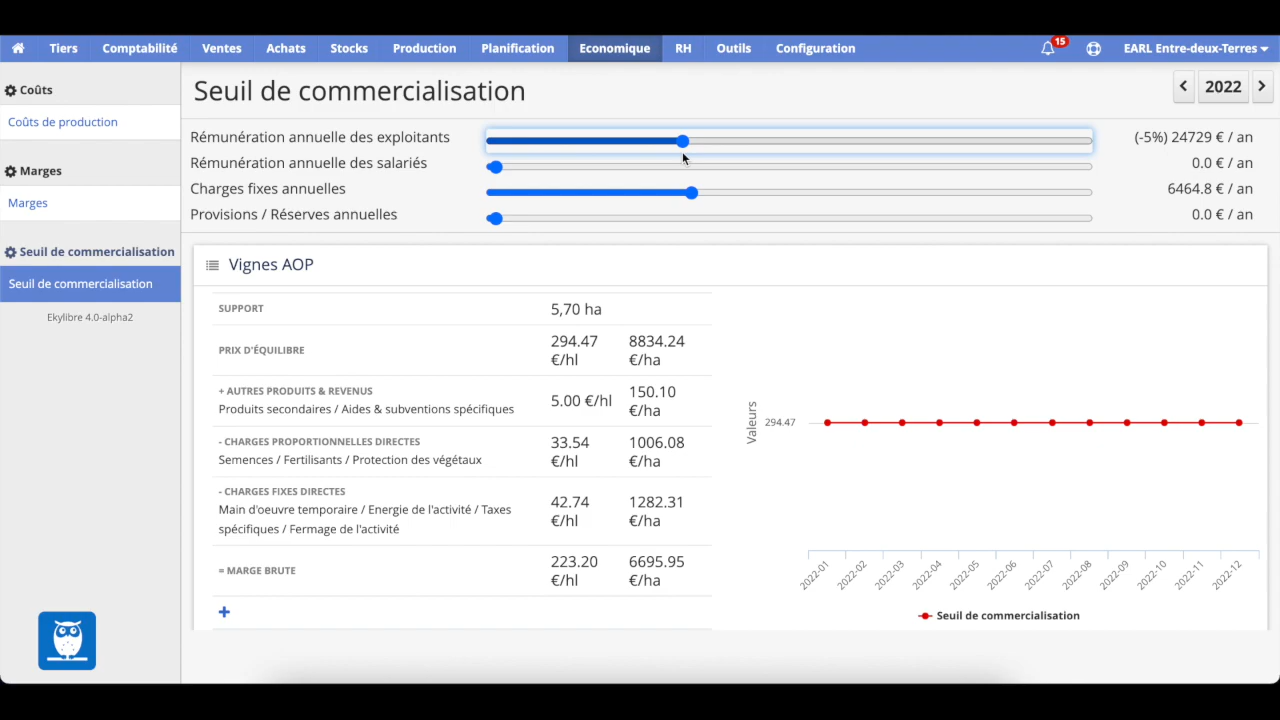 Tiers Comptabilité Ventes Achats Stocks Production Planification Economique RH Outils Configuration 15 EARL Entre-deux-Terres
Coûts
Coûts de production
Marges
Marges
Seuil de commercialisation
Seuil de commercialisation
Ekylibre 4.0-alpha2
Seuil de commercialisation
2022
Rémunération annuelle des exploitants (-5%) 24729 € / an
Rémunération annuelle des salariés 0.0 € / an
Charges fixes annuelles 6464.8 € / an
Provisions / Réserves annuelles 0.0 € / an
Vignes AOP
SUPPORT 5,70 ha
PRIX D'ÉQUILIBRE 294.47 €/hl 8834.24 €/ha
+ AUTRES PRODUITS & REVENUS
Produits secondaires / Aides & subventions spécifiques
5.00 €/hl 150.10 €/ha
- CHARGES PROPORTIONNELLES DIRECTES
Semences / Fertilisants / Protection des végétaux
33.54 €/hl 1006.08 €/ha
- CHARGES FIXES DIRECTES
Main d'oeuvre temporaire / Energie de l'activité / Taxes
spécifiques / Fermage de l'activité
42.74 €/hl 1282.31 €/ha
= MARGE BRUTE 223.20 €/hl 6695.95 €/ha
Valeurs
294.47
2022-01 2022-02 2022-03 2022-04 2022-05 2022-06 2022-07 2022-08 2022-09 2022-10 2022-11 2022-12
Seuil de commercialisation